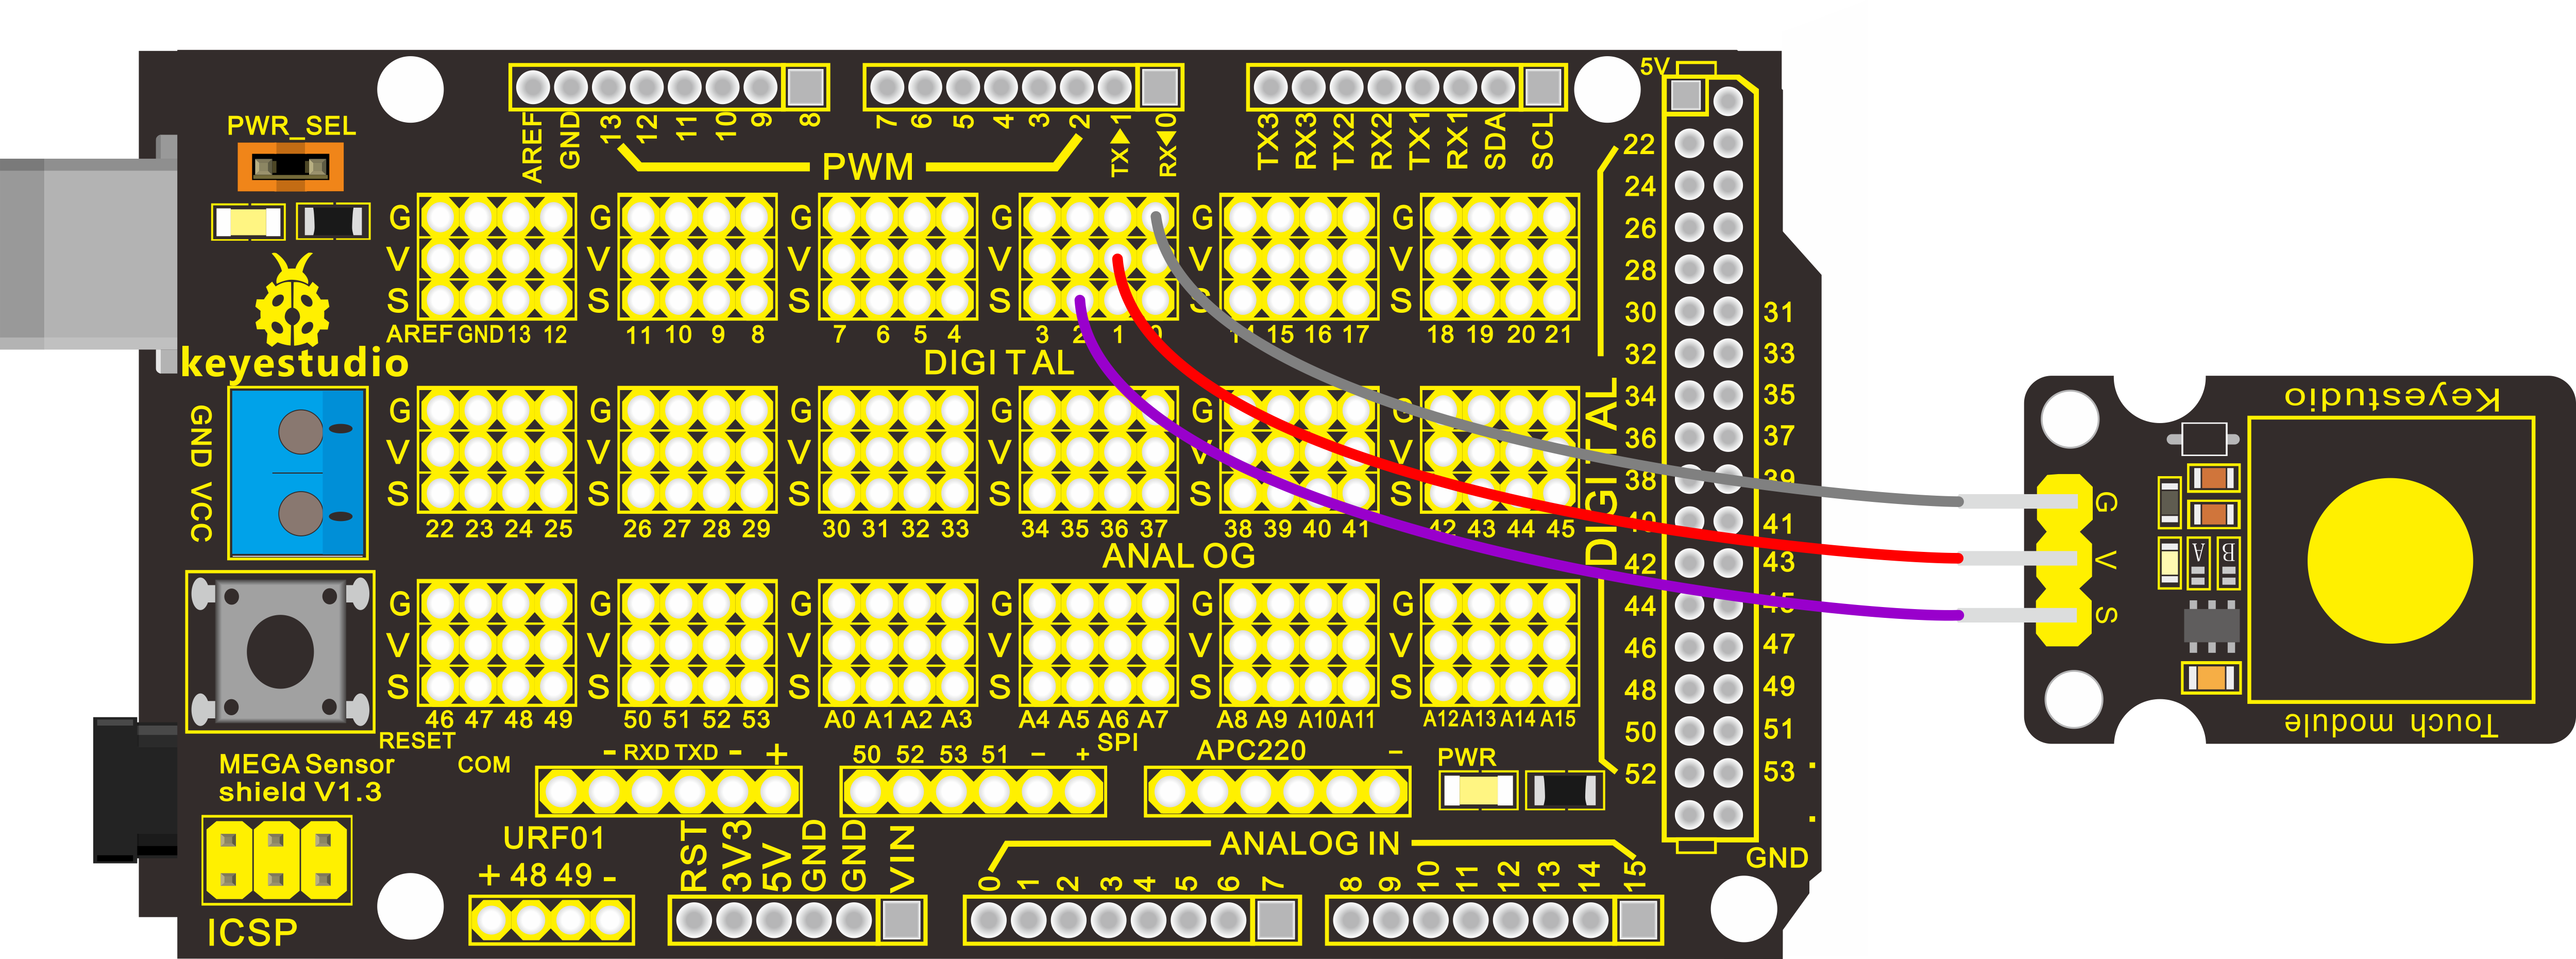 5V
PWR_SEL
AREF GND 13 12 11 10 9 8
7 6 5 4 3 2 TX▶1 RX◀0
TX3 RX3 TX2 RX2 TX1 RX1 SDA SCL
PWM
G G G G G G
V V V V V V
S S S S S
AREF GND 13 12 11 10 9 8 7 6 5 4 3 2 1 0 14 15 16 17 18 19 20 21
keyestudio
DIGITAL
GND VCC
G G G G G G
V V V V V V
S S S S S S
22 23 24 25 26 27 28 29 30 31 32 33 34 35 36 37 38 39 40 41 42 43 44 45
ANALOG
G G G G G G
V V V V V V
S S S S S S
46 47 48 49 50 51 52 53 A0 A1 A2 A3 A4 A5 A6 A7 A8 A9 A10 A11 A12 A13 A14 A15
RESET
COM
- RXD TXD - +
50 52 53 51 - +
SPI
APC220 -
PWR
MEGA Sensor
shield V1.3
ICSP
URF01
+ 48 49 -
RST 3V3 5V GND GND VIN
ANALOG IN
0 1 2 3 4 5 6 7 8 9 10 11 12 13 14 15
DIGITAL
22
24
26
28
30 31
32 33
34 35
36 37
38 39
40 41
42 43
44 45
46 47
48 49
50 51
52 53
GND
Keyestudio
G
V
S
A B
Touch module